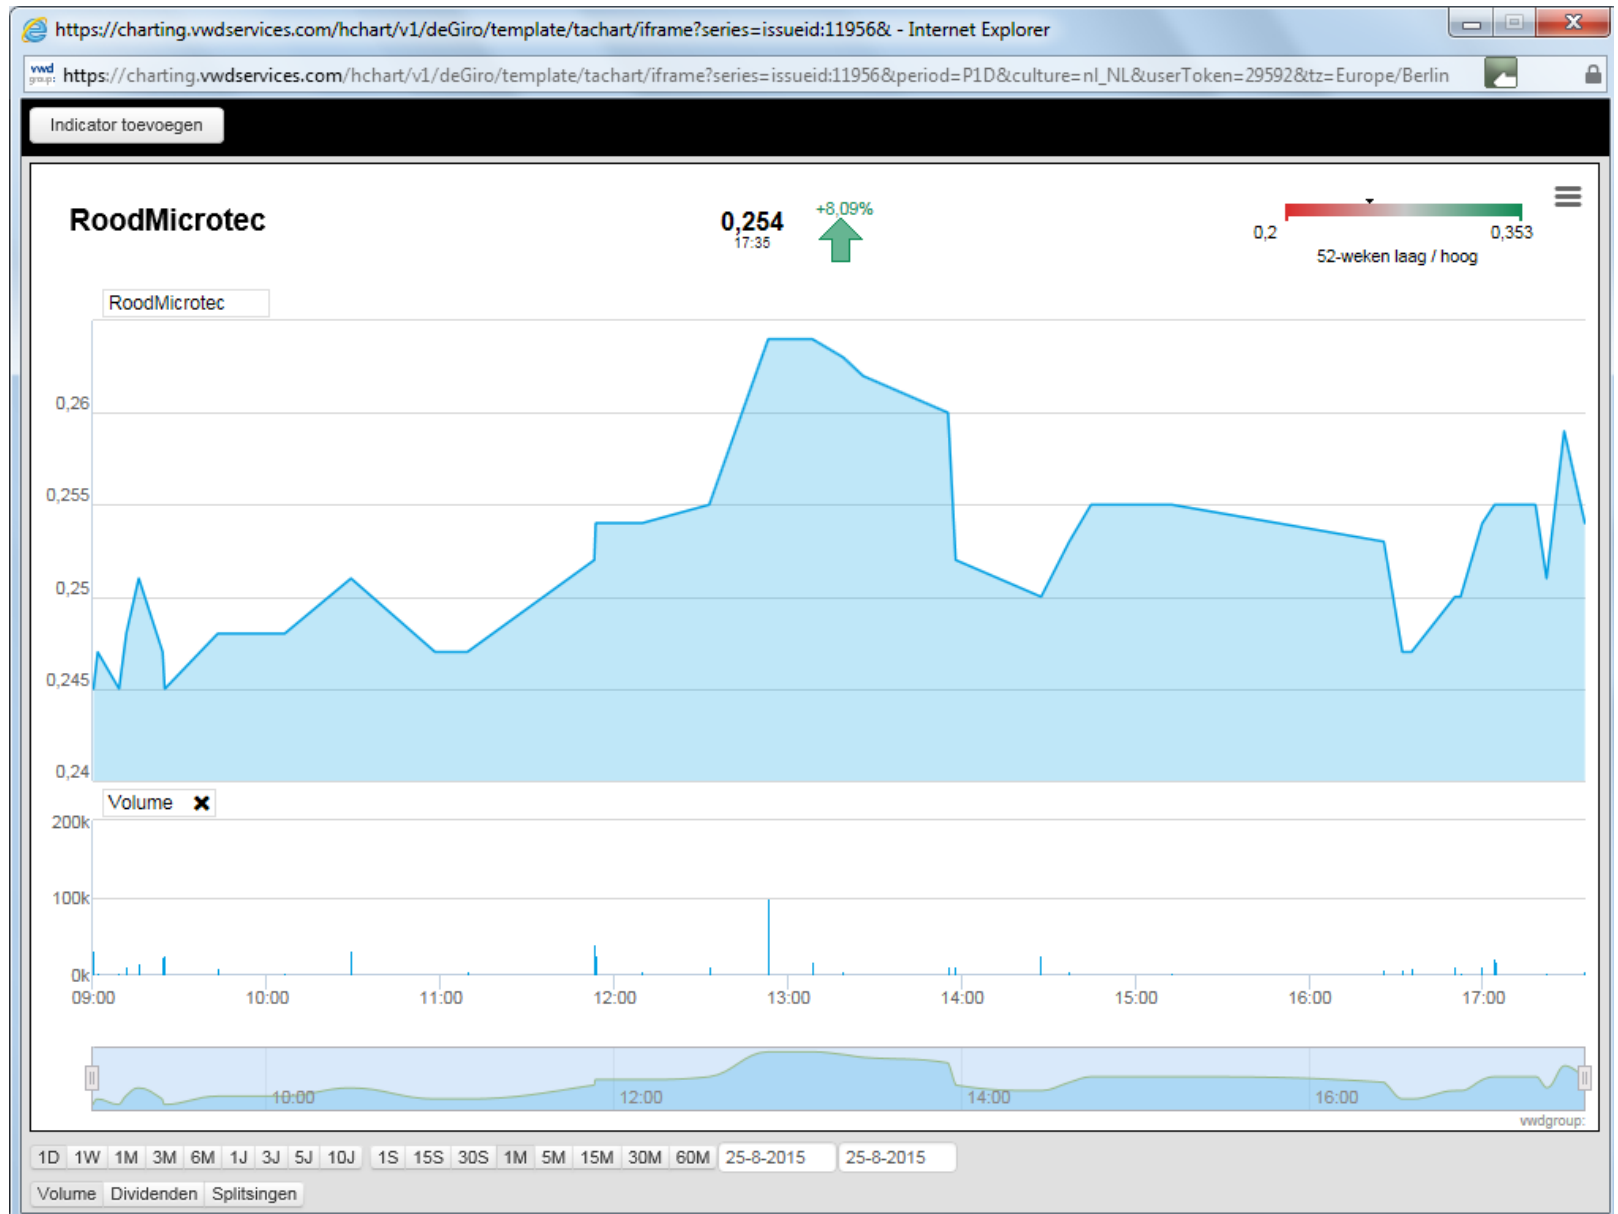 https://charting.vwdservices.com/hchart/v1/deGiro/template/tachart/iframe?series=issueid:11956& - Internet Explorer
vwd group: https://charting.vwdservices.com/hchart/v1/deGiro/template/tachart/iframe?series=issueid:11956&period=P1D&culture=nl_NL&userToken=29592&tz=Europe/Berlin
Indicator toevoegen
RoodMicrotec
0,254
17:35
+8,09%
0,2
0,353
52-weken laag / hoog
RoodMicrotec
0,26
0,255
0,25
0,245
0,24
Volume
200k
100k
0k
09:00 10:00 11:00 12:00 13:00 14:00 15:00 16:00 17:00
10:00 12:00 14:00 16:00
vwdgroup:
1D 1W 1M 3M 6M 1J 3J 5J 10J 1S 15S 30S 1M 5M 15M 30M 60M 25-8-2015 25-8-2015
Volume Dividenden Splitsingen